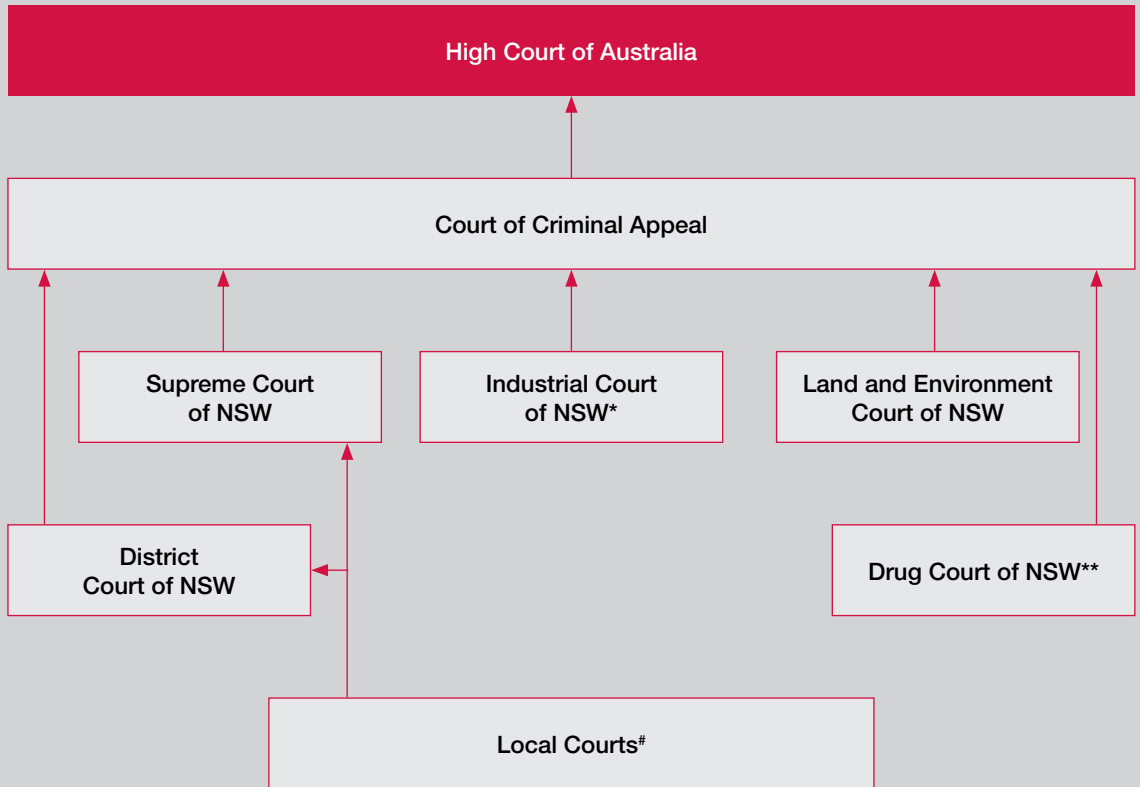 High Court of Australia
Court of Criminal Appeal
Supreme Court
of NSW
Industrial Court
of NSW*
Land and Environment
Court of NSW
District
Court of NSW
Drug Court of NSW**
Local Courts#